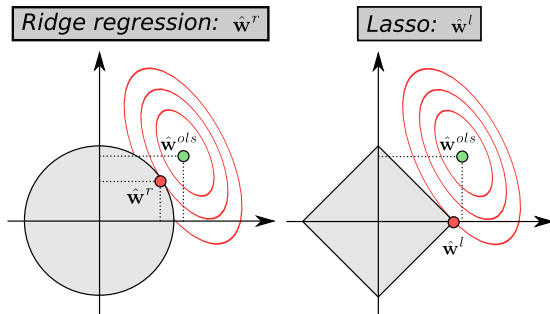 Ridge regression: ŵ^r
Lasso: ŵ^l
ŵ^ols
ŵ^r
ŵ^ols
ŵ^l